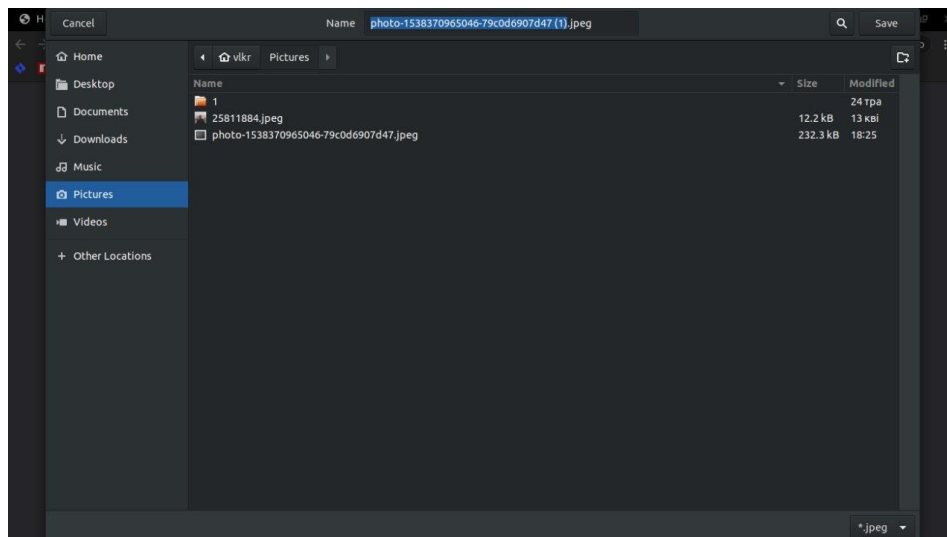 Cancel Name photo-1538370965046-79c0d6907d47 (1).jpeg Save
Home vlkr Pictures
Desktop Name Size Modified
1 24 тра
Documents 25811884.jpeg 12.2 kB 13 кві
Downloads photo-1538370965046-79c0d6907d47.jpeg 232.3 kB 18:25
Music
Pictures
Videos
+ Other Locations
*.jpeg